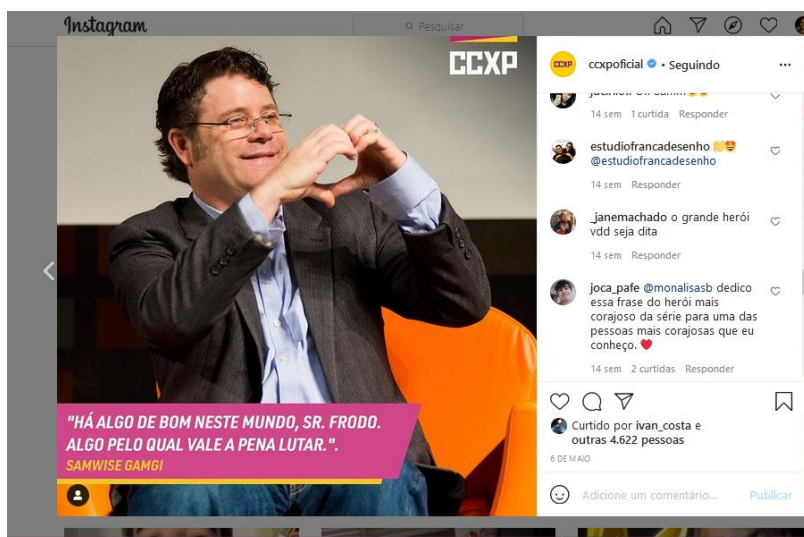 Instagram
Pesquisar
CCXP
"HÁ ALGO DE BOM NESTE MUNDO, SR. FRODO.
ALGO PELO QUAL VALE A PENA LUTAR.".
SAMWISE GAMGI
CCXP
ccxpoficial • Seguindo
14 sem 1 curtida Responder
estudiofrancadesenho
@estudiofrancadesenho
14 sem Responder
_janemachado o grande herói
vdd seja dita
14 sem Responder
joca_pafe @monalisasb dedico
essa frase do herói mais
corajoso da série para uma das
pessoas mais corajosas que eu
conheço. ❤️
14 sem 2 curtidas Responder
Curtido por ivan_costa e
outras 4.622 pessoas
6 DE MAIO
Adicione um comentário... Publicar